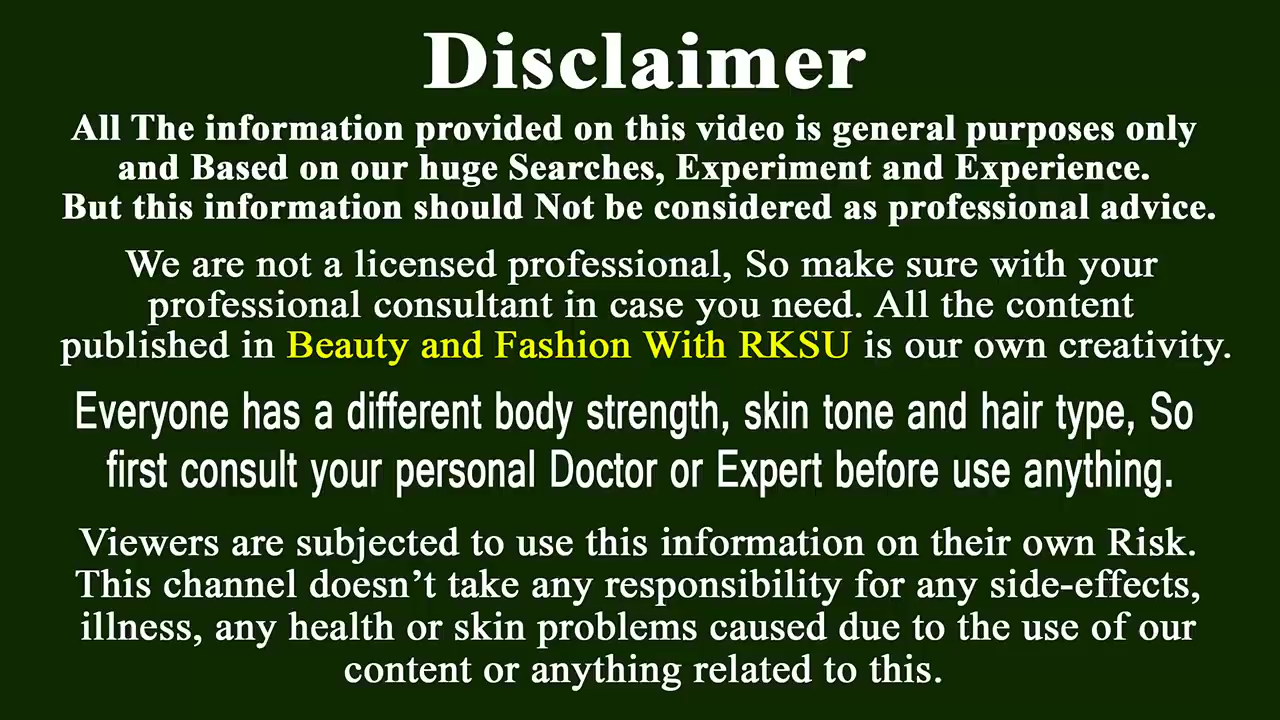 Disclaimer
All The information provided on this video is general purposes only
and Based on our huge Searches, Experiment and Experience.
But this information should Not be considered as professional advice.
We are not a licensed professional, So make sure with your
professional consultant in case you need. All the content
published in Beauty and Fashion With RKSU is our own creativity.
Everyone has a different body strength, skin tone and hair type, So
first consult your personal Doctor or Expert before use anything.
Viewers are subjected to use this information on their own Risk.
This channel doesn’t take any responsibility for any side-effects,
illness, any health or skin problems caused due to the use of our
content or anything related to this.